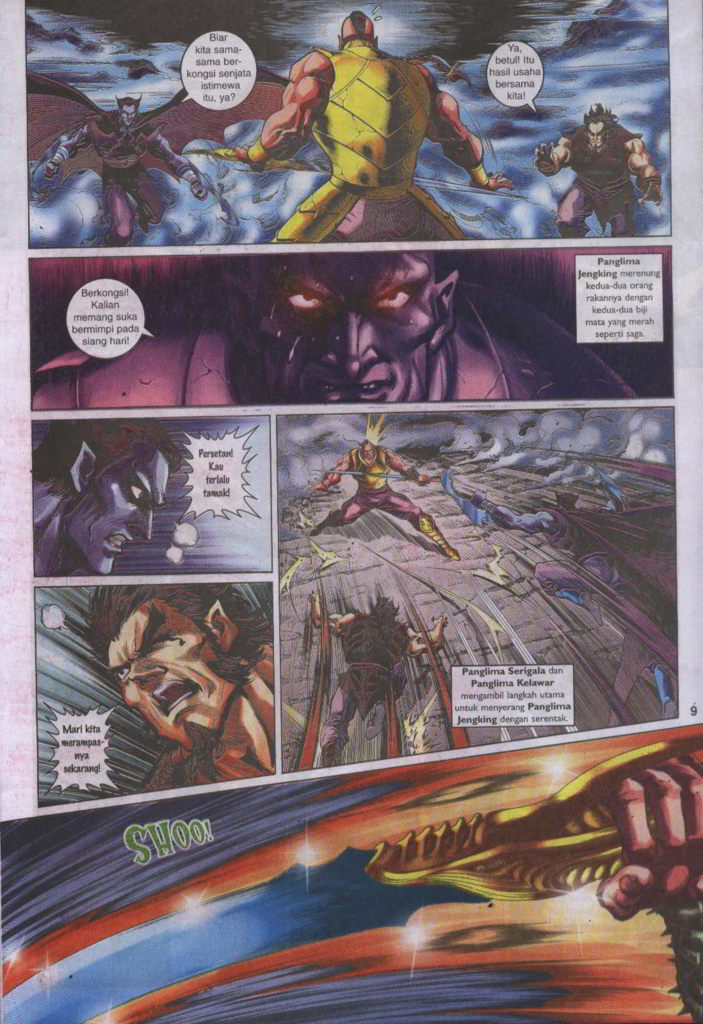 Biar
kita sama-
sama ber-
kongsi senjata
istimewa
itu, ya?
Ya,
betul! Itu
hasil usaha
bersama
kita!
Berkongsi!
Kalian
memang suka
bermimpi pada
siang hari!
Panglima
Jengking merenung
kedua-dua orang
rakannya dengan
kedua-dua biji
mata yang merah
seperti saga.
Persetan!
Kau
terlalu
tamak!
Mari kita
merampas-
nya
sekarang!
Panglima Serigala dan
Panglima Kelawar
mengambil langkah utama
untuk menyerang Panglima
Jengking dengan serentak.
9
SHOO!